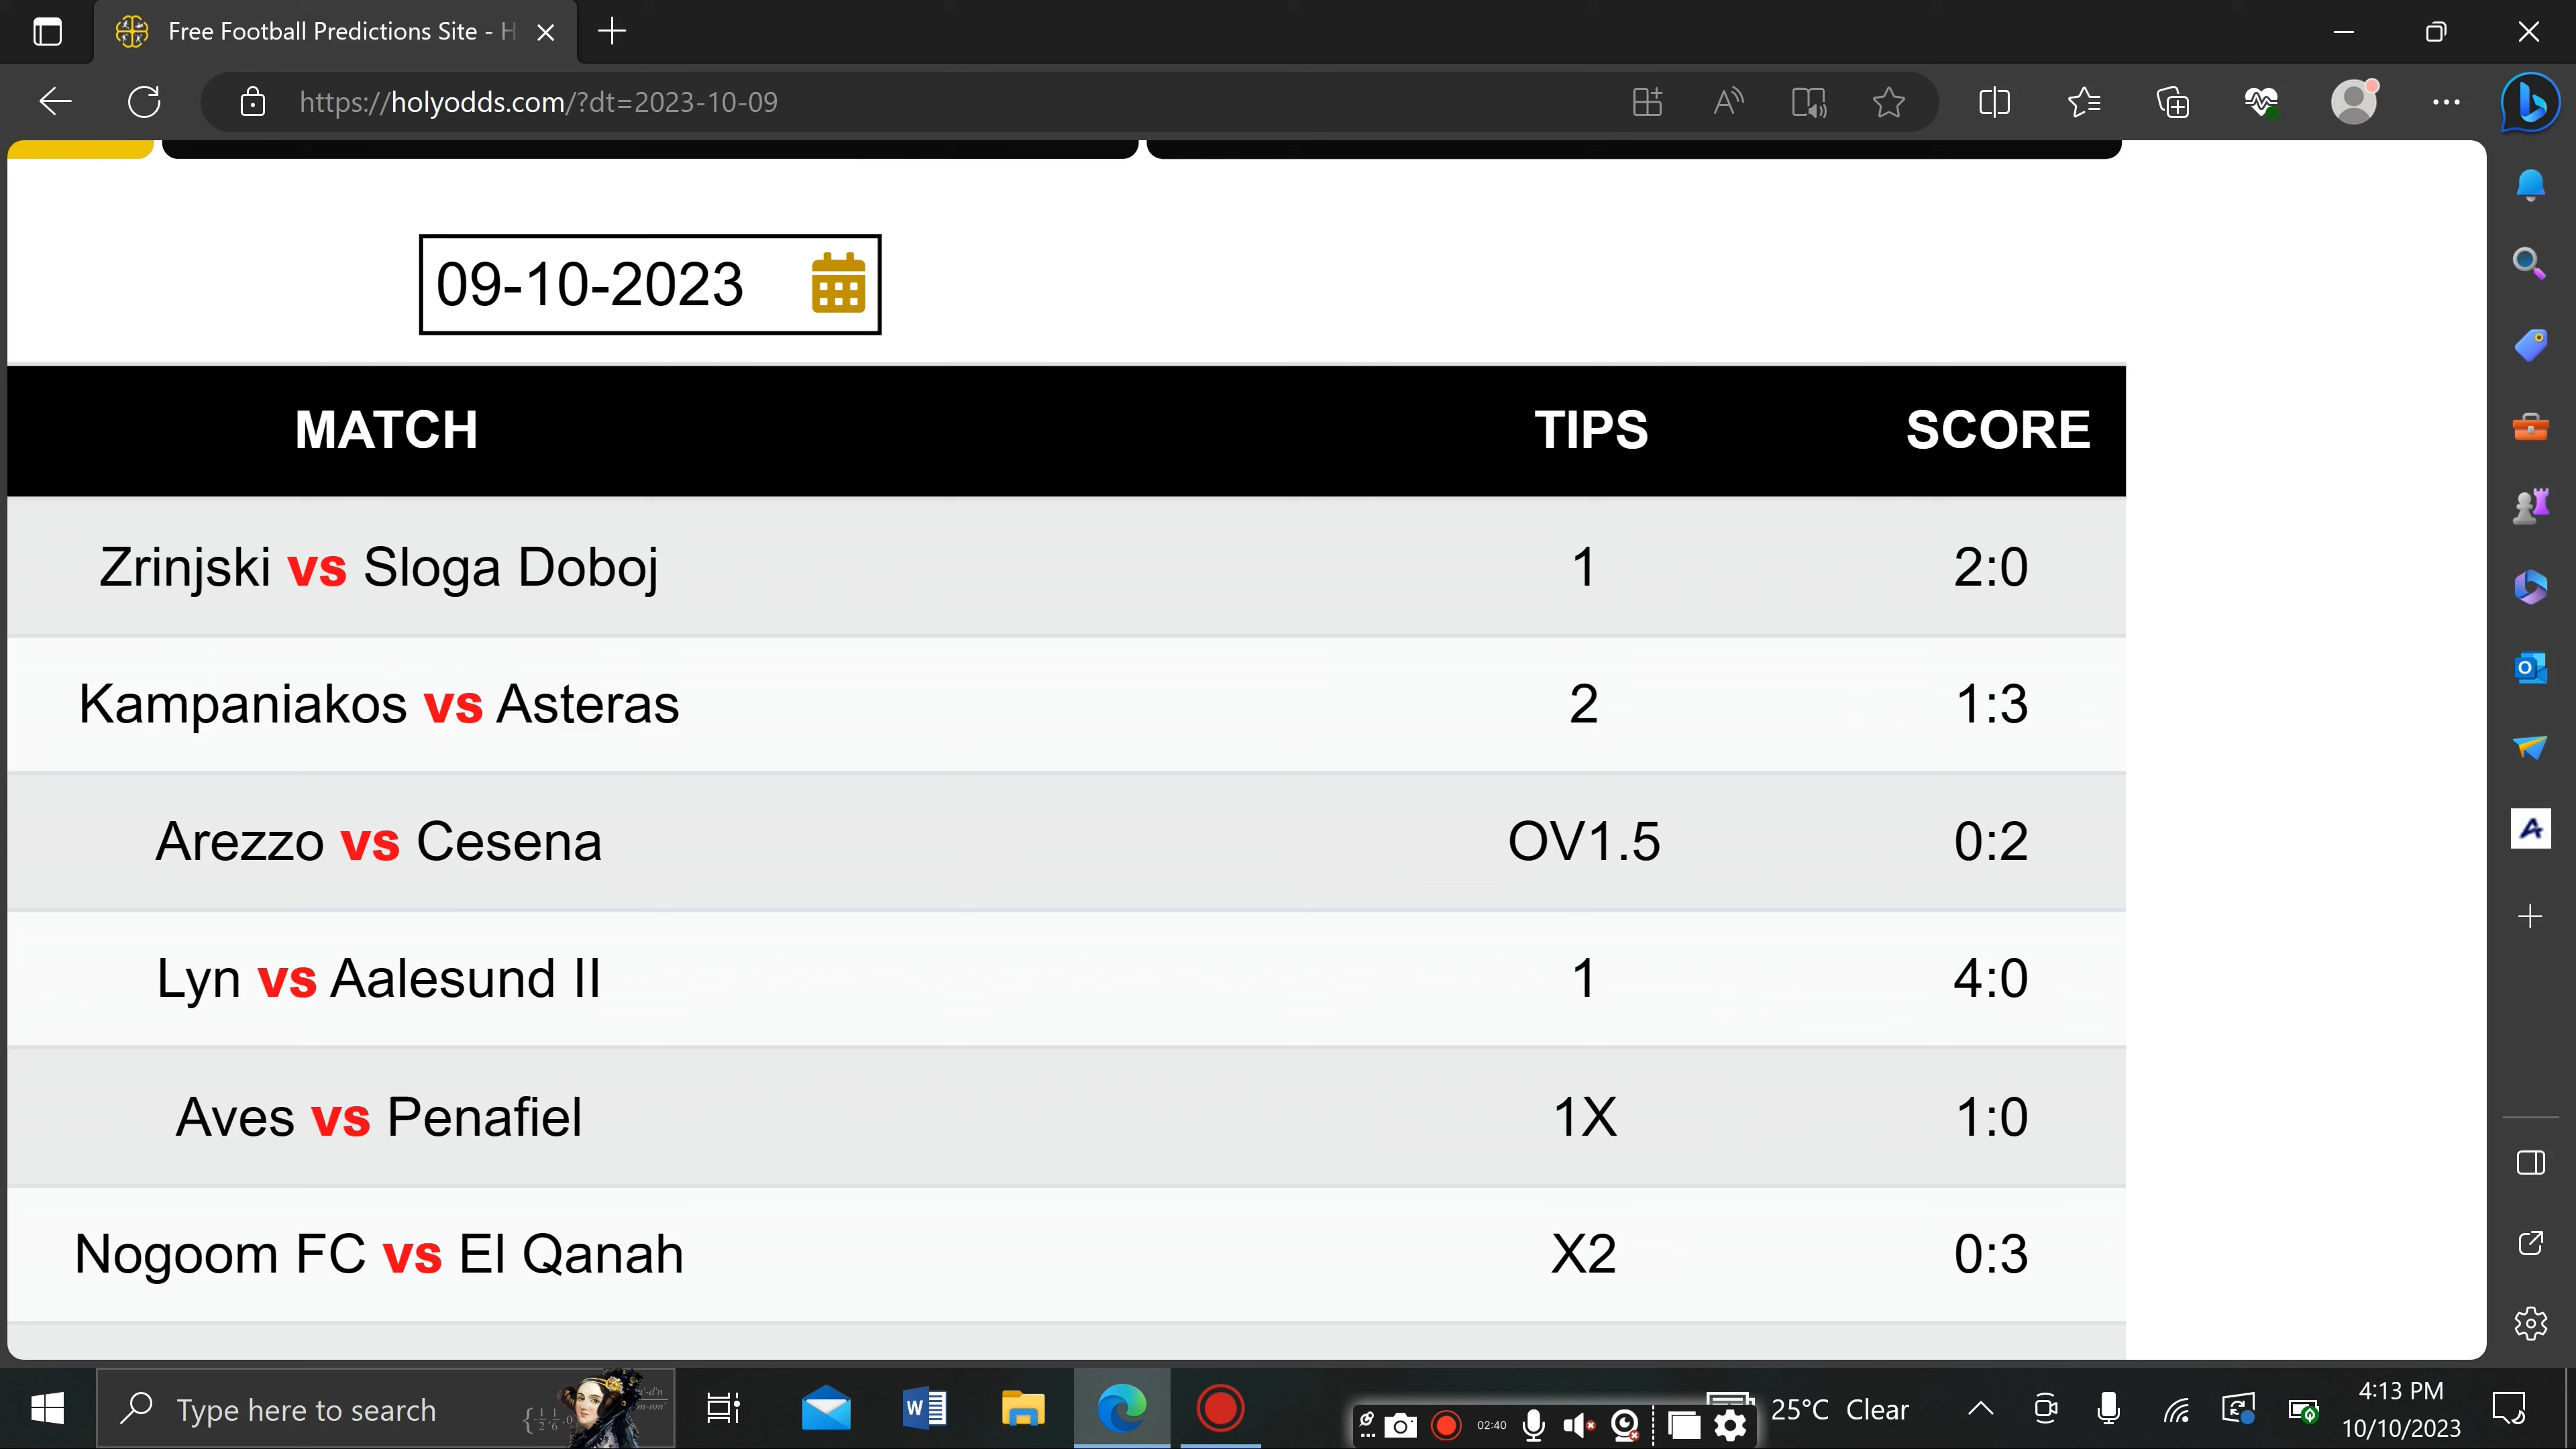 Free Football Predictions Site - H
https://holyodds.com/?dt=2023-10-09
09-10-2023
MATCH TIPS SCORE
Zrinjski vs Sloga Doboj 1 2:0
Kampaniakos vs Asteras 2 1:3
Arezzo vs Cesena OV1.5 0:2
Lyn vs Aalesund II 1 4:0
Aves vs Penafiel 1X 1:0
Nogoom FC vs El Qanah X2 0:3
Type here to search
02:40
25°C Clear
4:13 PM
10/10/2023